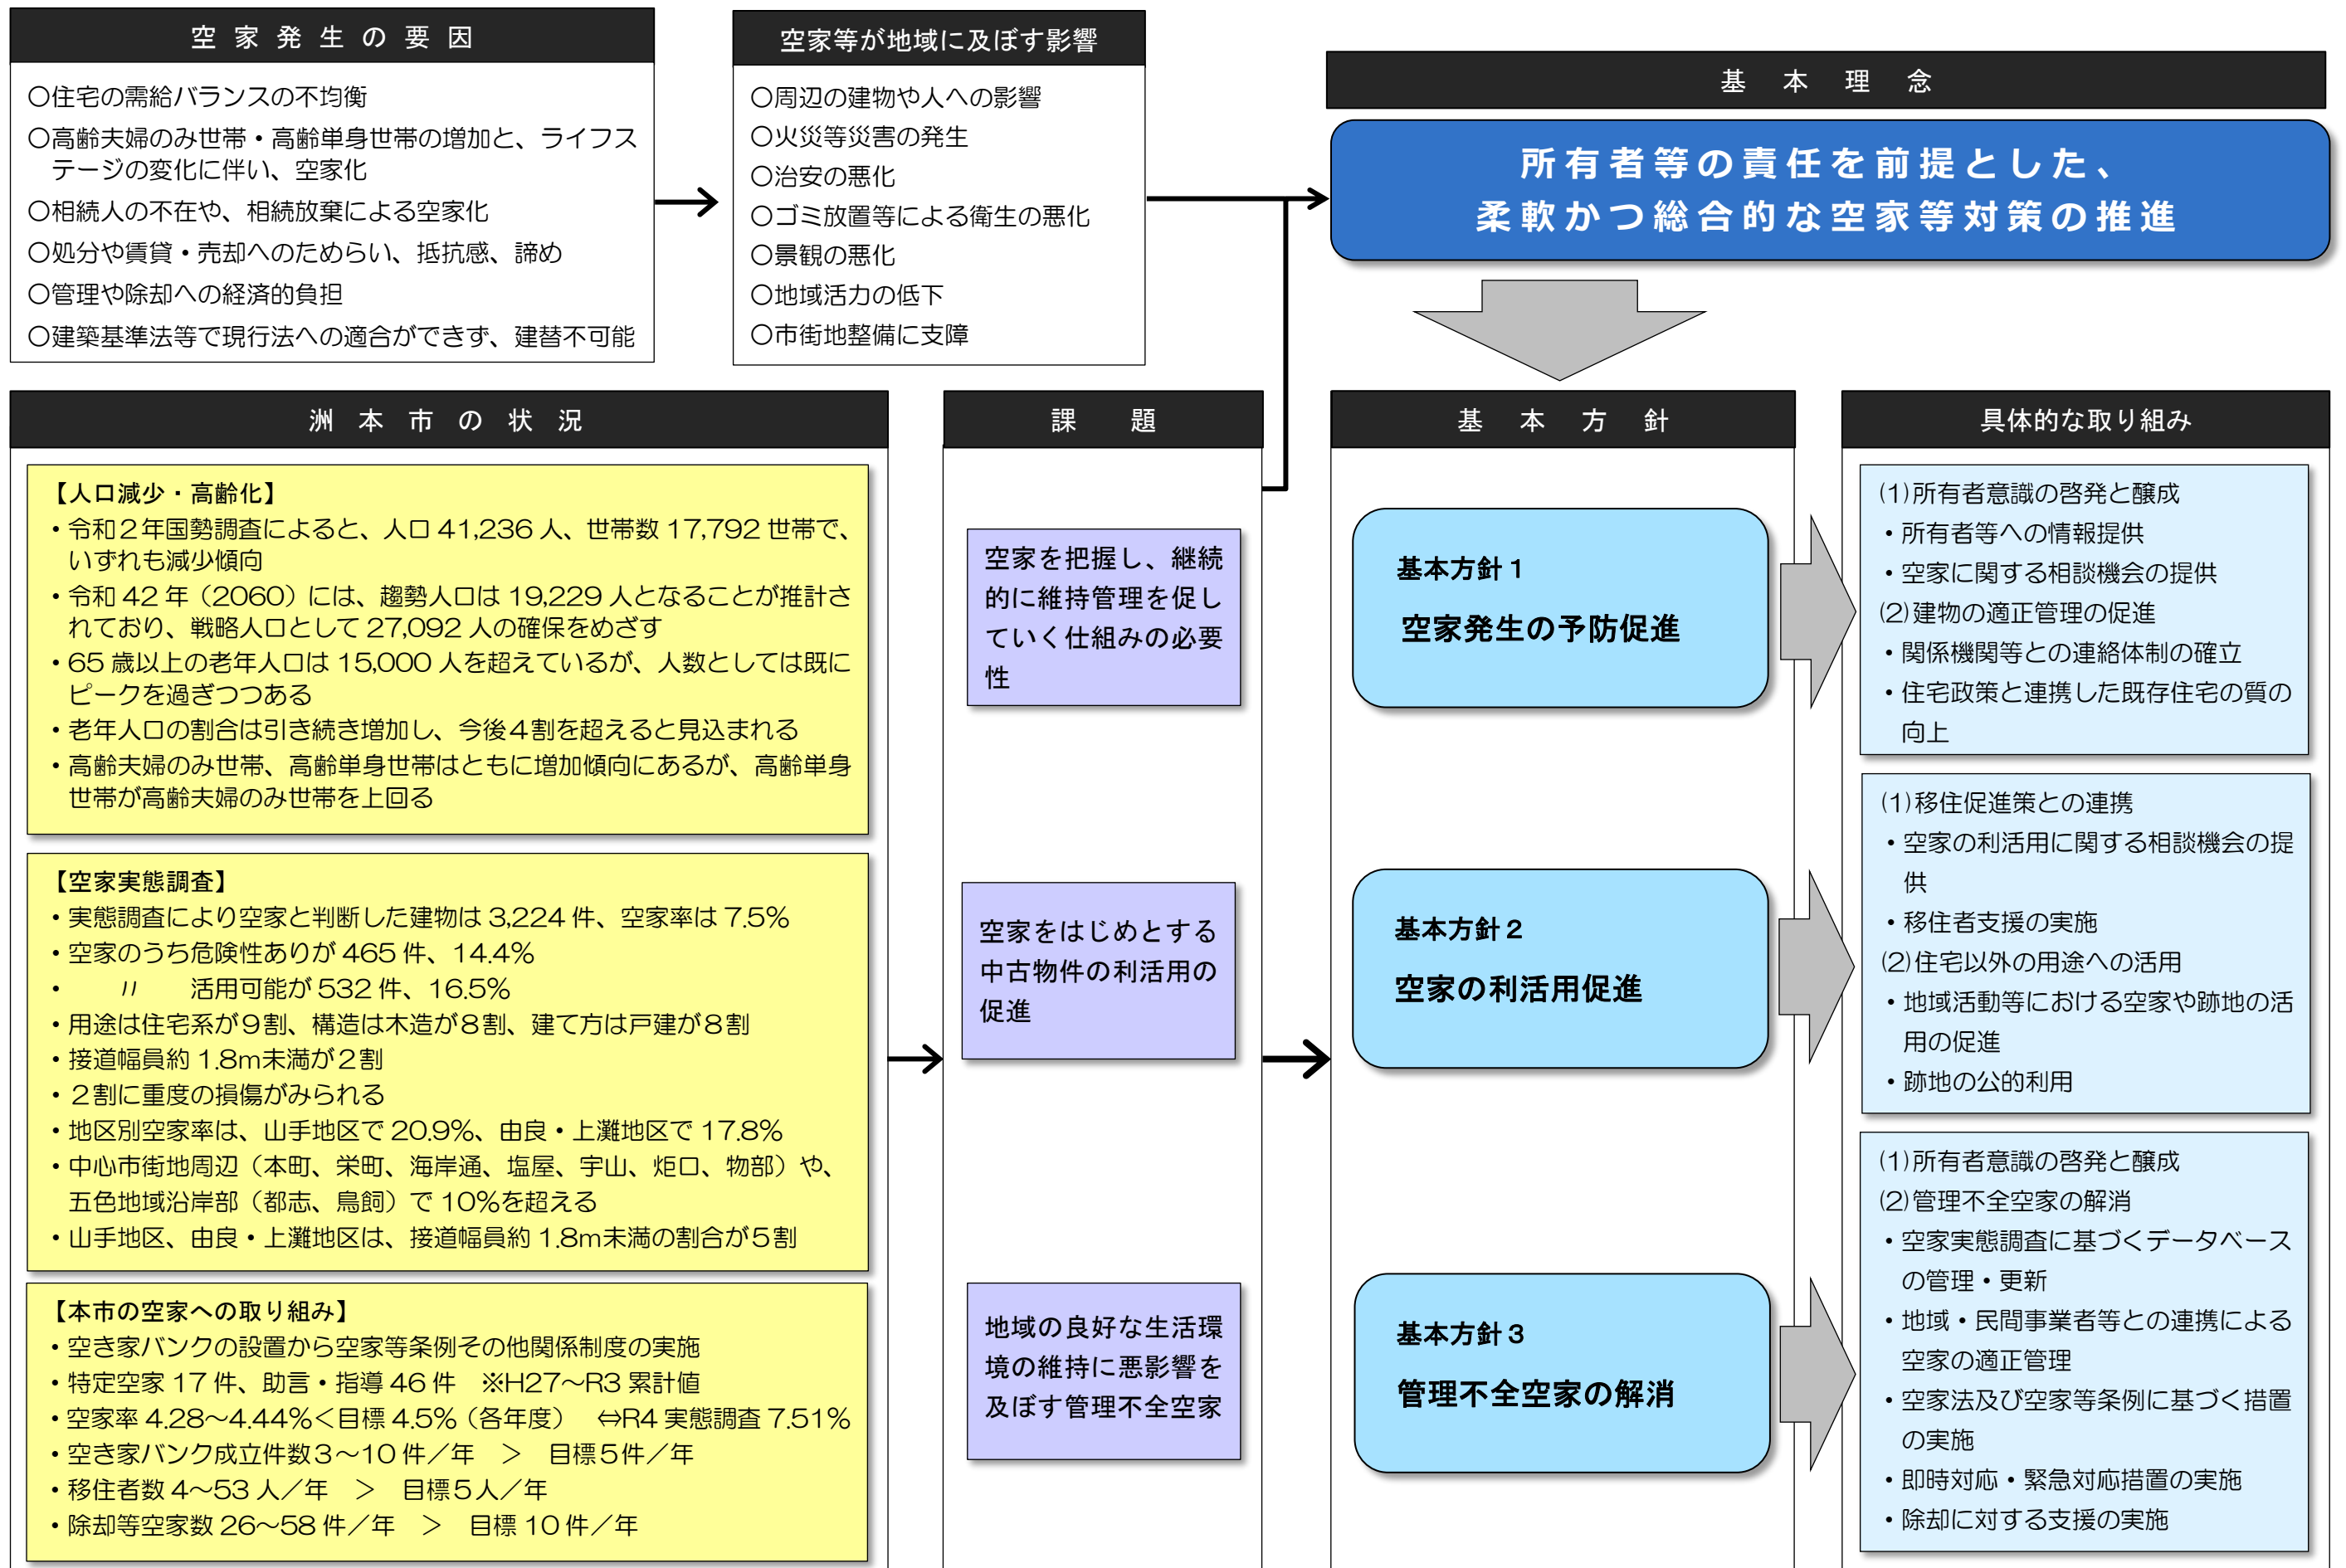 空家発生の要因
○住宅の需給バランスの不均衡
○高齢夫婦のみ世帯・高齢単身世帯の増加と、ライフス
テージの変化に伴い、空家化
○相続人の不在や、相続放棄による空家化
○処分や賃貸・売却へのためらい、抵抗感、諦め
○管理や除却への経済的負担
○建築基準法等で現行法への適合ができず、建替不可能
空家等が地域に及ぼす影響
○周辺の建物や人への影響
○火災等災害の発生
○治安の悪化
○ゴミ放置等による衛生の悪化
○景観の悪化
○地域活力の低下
○市街地整備に支障
基本理念
所有者等の責任を前提とした、
柔軟かつ総合的な空家等対策の推進
洲本市の状況
【人口減少・高齢化】
・令和２年国勢調査によると、人口 41,236 人、世帯数 17,792 世帯で、
いずれも減少傾向
・令和 42 年（2060）には、趨勢人口は 19,229 人となることが推計さ
れており、戦略人口として 27,092 人の確保をめざす
・65 歳以上の老年人口は 15,000 人を超えているが、人数としては既に
ピークを過ぎつつある
・老年人口の割合は引き続き増加し、今後４割を超えると見込まれる
・高齢夫婦のみ世帯、高齢単身世帯はともに増加傾向にあるが、高齢単身
世帯が高齢夫婦のみ世帯を上回る
【空家実態調査】
・実態調査により空家と判断した建物は 3,224 件、空家率は 7.5％
・空家のうち危険性ありが 465 件、14.4％
・　　〃　　活用可能が 532 件、16.5％
・用途は住宅系が９割、構造は木造が８割、建て方は戸建が８割
・接道幅員約 1.8ｍ未満が２割
・２割に重度の損傷がみられる
・地区別空家率は、山手地区で 20.9％、由良・上灘地区で 17.8％
・中心市街地周辺（本町、栄町、海岸通、塩屋、宇山、炬口、物部）や、
五色地域沿岸部（都志、鳥飼）で 10％を超える
・山手地区、由良・上灘地区は、接道幅員約 1.8ｍ未満の割合が５割
【本市の空家への取り組み】
・空き家バンクの設置から空家等条例その他関係制度の実施
・特定空家 17 件、助言・指導 46 件　※H27～R3 累計値
・空家率 4.28～4.44％＜目標 4.5％（各年度）　⇔R4 実態調査 7.51％
・空き家バンク成立件数３～10 件／年　＞　目標５件／年
・移住者数 4～53 人／年　＞　目標５人／年
・除却等空家数 26～58 件／年　＞　目標 10 件／年
課題
空家を把握し、継続
的に維持管理を促し
ていく仕組みの必要
性
空家をはじめとする
中古物件の利活用の
促進
地域の良好な生活環
境の維持に悪影響を
及ぼす管理不全空家
基本方針
基本方針１
空家発生の予防促進
基本方針２
空家の利活用促進
基本方針３
管理不全空家の解消
具体的な取り組み
(1)所有者意識の啓発と醸成
・所有者等への情報提供
・空家に関する相談機会の提供
(2)建物の適正管理の促進
・関係機関等との連絡体制の確立
・住宅政策と連携した既存住宅の質の
向上
(1)移住促進策との連携
・空家の利活用に関する相談機会の提
供
・移住者支援の実施
(2)住宅以外の用途への活用
・地域活動等における空家や跡地の活
用の促進
・跡地の公的利用
(1)所有者意識の啓発と醸成
(2)管理不全空家の解消
・空家実態調査に基づくデータベース
の管理・更新
・地域・民間事業者等との連携による
空家の適正管理
・空家法及び空家等条例に基づく措置
の実施
・即時対応・緊急対応措置の実施
・除却に対する支援の実施